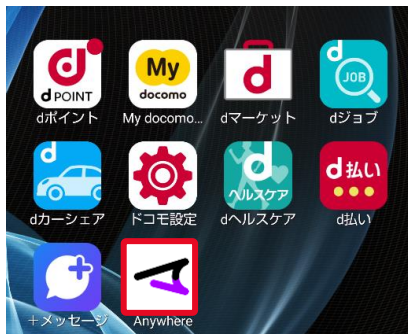 d POINT
My
docomo
d
d
JOB
dポイント
My docomo...
dマーケット
dジョブ
d
d
ヘルスケア
d払い
dカーシェア
ドコモ設定
dヘルスケア
d払い
+メッセージ
Anywhere